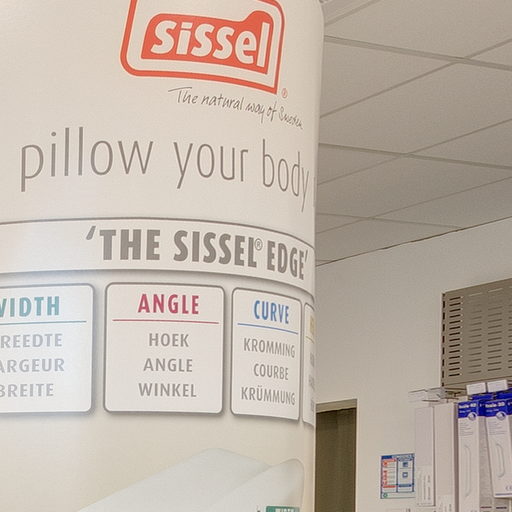 sissel®
The natural way of Sweden
pillow your body
'THE SISSEL® EDGE'
WIDTH
REEDTE
ARGEUR
BREITE
ANGLE
HOEK
ANGLE
WINKEL
CURVE
KROMMING
COURBE
KRÜMMUNG